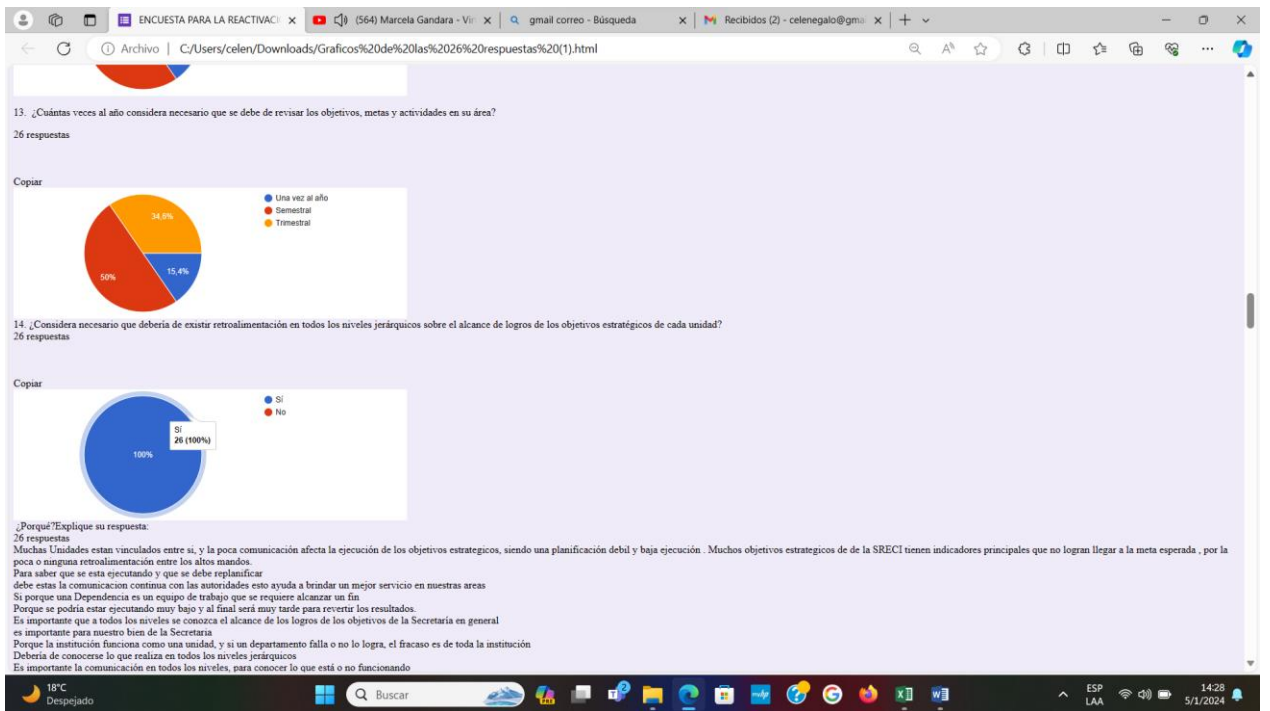 ENCUESTA PARA LA REACTIVACI
(564) Marcela Gandara - Vir
gmail correo - Búsqueda
Recibidos (2) - celenegalo@gma
Archivo | C:/Users/celen/Downloads/Graficos%20de%20las%2026%20respuestas%20(1).html
13. ¿Cuántas veces al año considera necesario que se debe de revisar los objetivos, metas y actividades en su área?
26 respuestas
Copiar
34,6%
50%
15,4%
Una vez al año
Semestral
Trimestral
14. ¿Considera necesario que debería de existir retroalimentación en todos los niveles jerárquicos sobre el alcance de logros de los objetivos estratégicos de cada unidad?
26 respuestas
Copiar
Sí
26 (100%)
100%
Sí
No
¿Porqué?Explique su respuesta:
26 respuestas
Muchas Unidades estan vinculados entre si, y la poca comunicación afecta la ejecución de los objetivos estrategicos, siendo una planificación debil y baja ejecución . Muchos objetivos estrategicos de de la SRECI tienen indicadores principales que no logran llegar a la meta esperada , por la
poca o ninguna retroalimentación entre los altos mandos.
Para saber que se esta ejecutando y que se debe replanificar
debe estas la comunicacion continua con las autoridades esto ayuda a brindar un mejor servicio en nuestras areas
Si porque una Dependencia es un equipo de trabajo que se requiere alcanzar un fin
Porque se podría estar ejecutando muy bajo y al final será muy tarde para revertir los resultados.
Es importante que a todos los niveles se conozca el alcance de los logros de los objetivos de la Secretaría en general
es importante para nuestro bien de la Secretaria
Porque la institución funciona como una unidad, y si un departamento falla o no lo logra, el fracaso es de toda la institución
Debería de conocerse lo que realiza en todos los niveles jerárquicos
Es importante la comunicación en todos los niveles, para conocer lo que está o no funcionando
18°C
Despejado
Buscar
ESP
LAA
14:28
5/1/2024